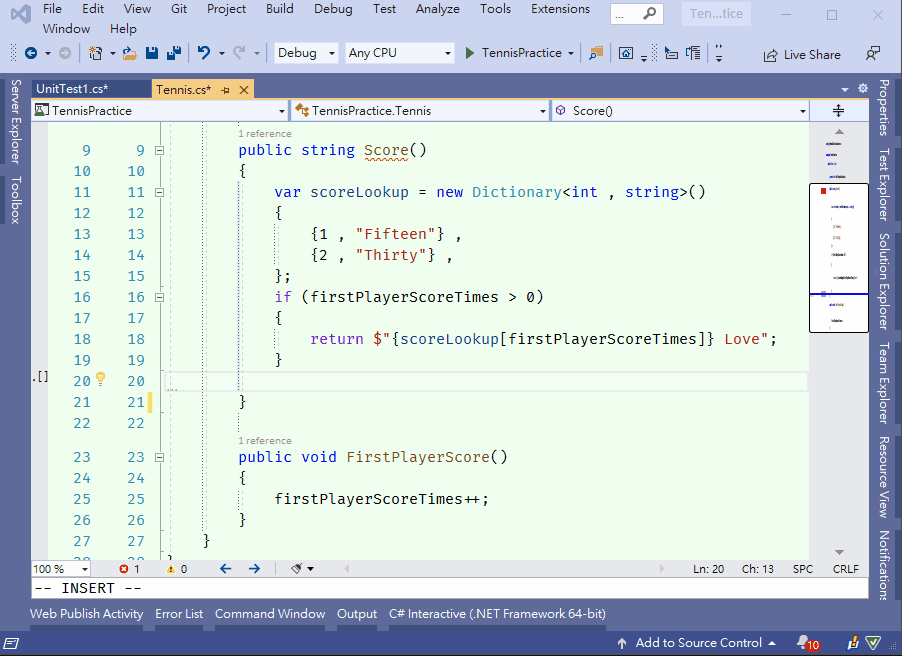 File Edit View Git Project Build Debug Test Analyze Tools Extensions ... Ten...tice
Window Help
Debug Any CPU TennisPractice Live Share
UnitTest1.cs* Tennis.cs*
TennisPractice TennisPractice.Tennis Score()
Server Explorer
Toolbox
1 reference
9 9 public string Score()
10 10 {
11 11 var scoreLookup = new Dictionary<int , string>()
12 12 {
13 13 {1 , "Fifteen"} ,
14 14 {2 , "Thirty"} ,
15 15 };
16 16 if (firstPlayerScoreTimes > 0)
17 17 {
18 18 return $"{scoreLookup[firstPlayerScoreTimes]} Love";
19 19 }
.[] 20 20 ...
21 21 }
22 22
1 reference
23 23 public void FirstPlayerScore()
24 24 {
25 25 firstPlayerScoreTimes++;
26 26 }
27 27 }
28 28 }
Properties
Test Explorer
Solution Explorer
Team Explorer
Resource View
Notifications
100 % 1 0 Ln: 20 Ch: 13 SPC CRLF
-- INSERT --
Web Publish Activity Error List Command Window Output C# Interactive (.NET Framework 64-bit)
Add to Source Control 10